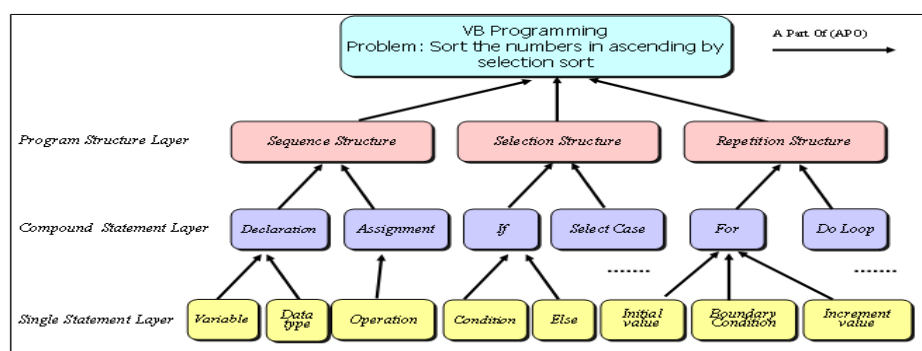 VB Programming
Problem : Sort the numbers in ascending by
selection sort
A Part Of (APO)
Program Structure Layer
Sequence Structure
Selection Structure
Repetition Structure
Compound Statement Layer
Declaration
Assignment
If
Select Case
For
Do Loop
........
........
Single Statement Layer
Variable
Data
type
Operation
Condition
Else
Initial
value
Boundary
Condition
Increment
value